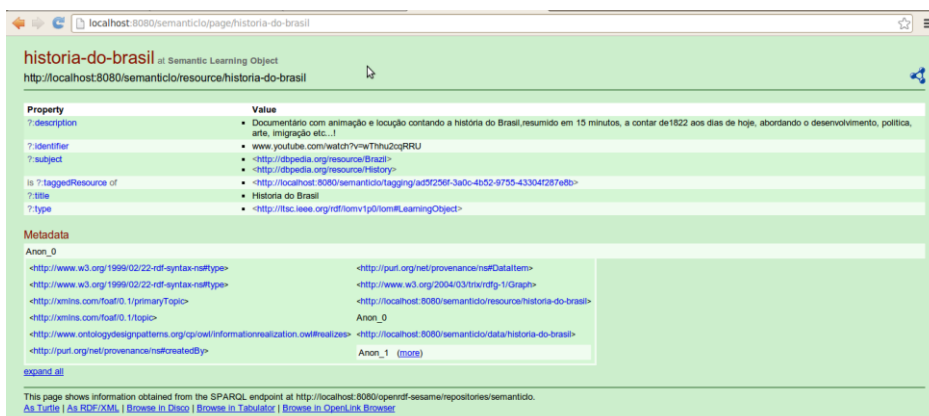 localhost:8080/semanticlo/page/historia-do-brasil
historia-do-brasil at Semantic Learning Object
http://localhost:8080/semanticlo/resource/historia-do-brasil
Property Value
?:description • Documentário com animação e locução contando a história do Brasil,resumido em 15 minutos, a contar de1822 aos dias de hoje, abordando o desenvolvimento, politica,
arte, imigração etc...!
?:identifier • www.youtube.com/watch?v=wThhu2cqRRU
?:subject • <http://dbpedia.org/resource/Brazil>
• <http://dbpedia.org/resource/History>
is ?:taggedResource of • <http://localhost:8080/semanticlo/tagging/ad5f256f-3a0c-4b52-9755-43304f287e8b>
?:title • Historia do Brasil
?:type • <http://ltsc.ieee.org/rdf/lomv1p0/lom#LearningObject>
Metadata
Anon_0
<http://www.w3.org/1999/02/22-rdf-syntax-ns#type> <http://purl.org/net/provenance/ns#DataItem>
<http://www.w3.org/1999/02/22-rdf-syntax-ns#type> <http://www.w3.org/2004/03/trix/rdfg-1/Graph>
<http://xmlns.com/foaf/0.1/primaryTopic> <http://localhost:8080/semanticlo/resource/historia-do-brasil>
<http://xmlns.com/foaf/0.1/topic> Anon_0
<http://www.ontologydesignpatterns.org/cp/owl/informationrealization.owl#realizes> <http://localhost:8080/semanticlo/data/historia-do-brasil>
<http://purl.org/net/provenance/ns#createdBy> Anon_1 (more)
expand all
This page shows information obtained from the SPARQL endpoint at http://localhost:8080/openrdf-sesame/repositories/semanticlo.
As Turtle | As RDF/XML | Browse in Disco | Browse in Tabulator | Browse in OpenLink Browser